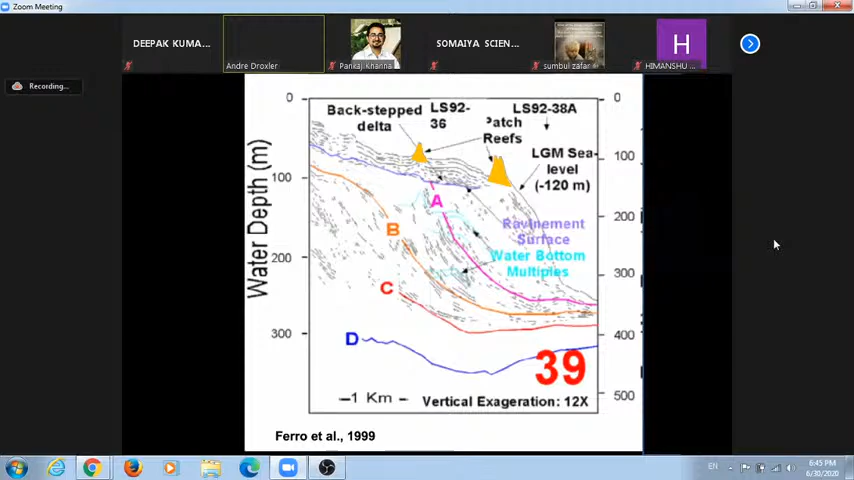 Zoom Meeting
DEEPAK KUMA...
Andre Droxler
Pankaj Khanna
SOMAIYA SCIEN...
sumbul zafar
H
HIMANSHU
Recording...
Back-stepped
delta
LS92-
36
LS92-38A
Patch
Reefs
LGM Sea-
level
(-120 m)
Ravinement
Surface
Water Bottom
Multiples
A
B
C
D
Water Depth (m)
0
100
200
300
0
100
200
300
400
500
39
1 Km
Vertical Exageration: 12X
Ferro et al., 1999
EN
6:45 PM
6/30/2020